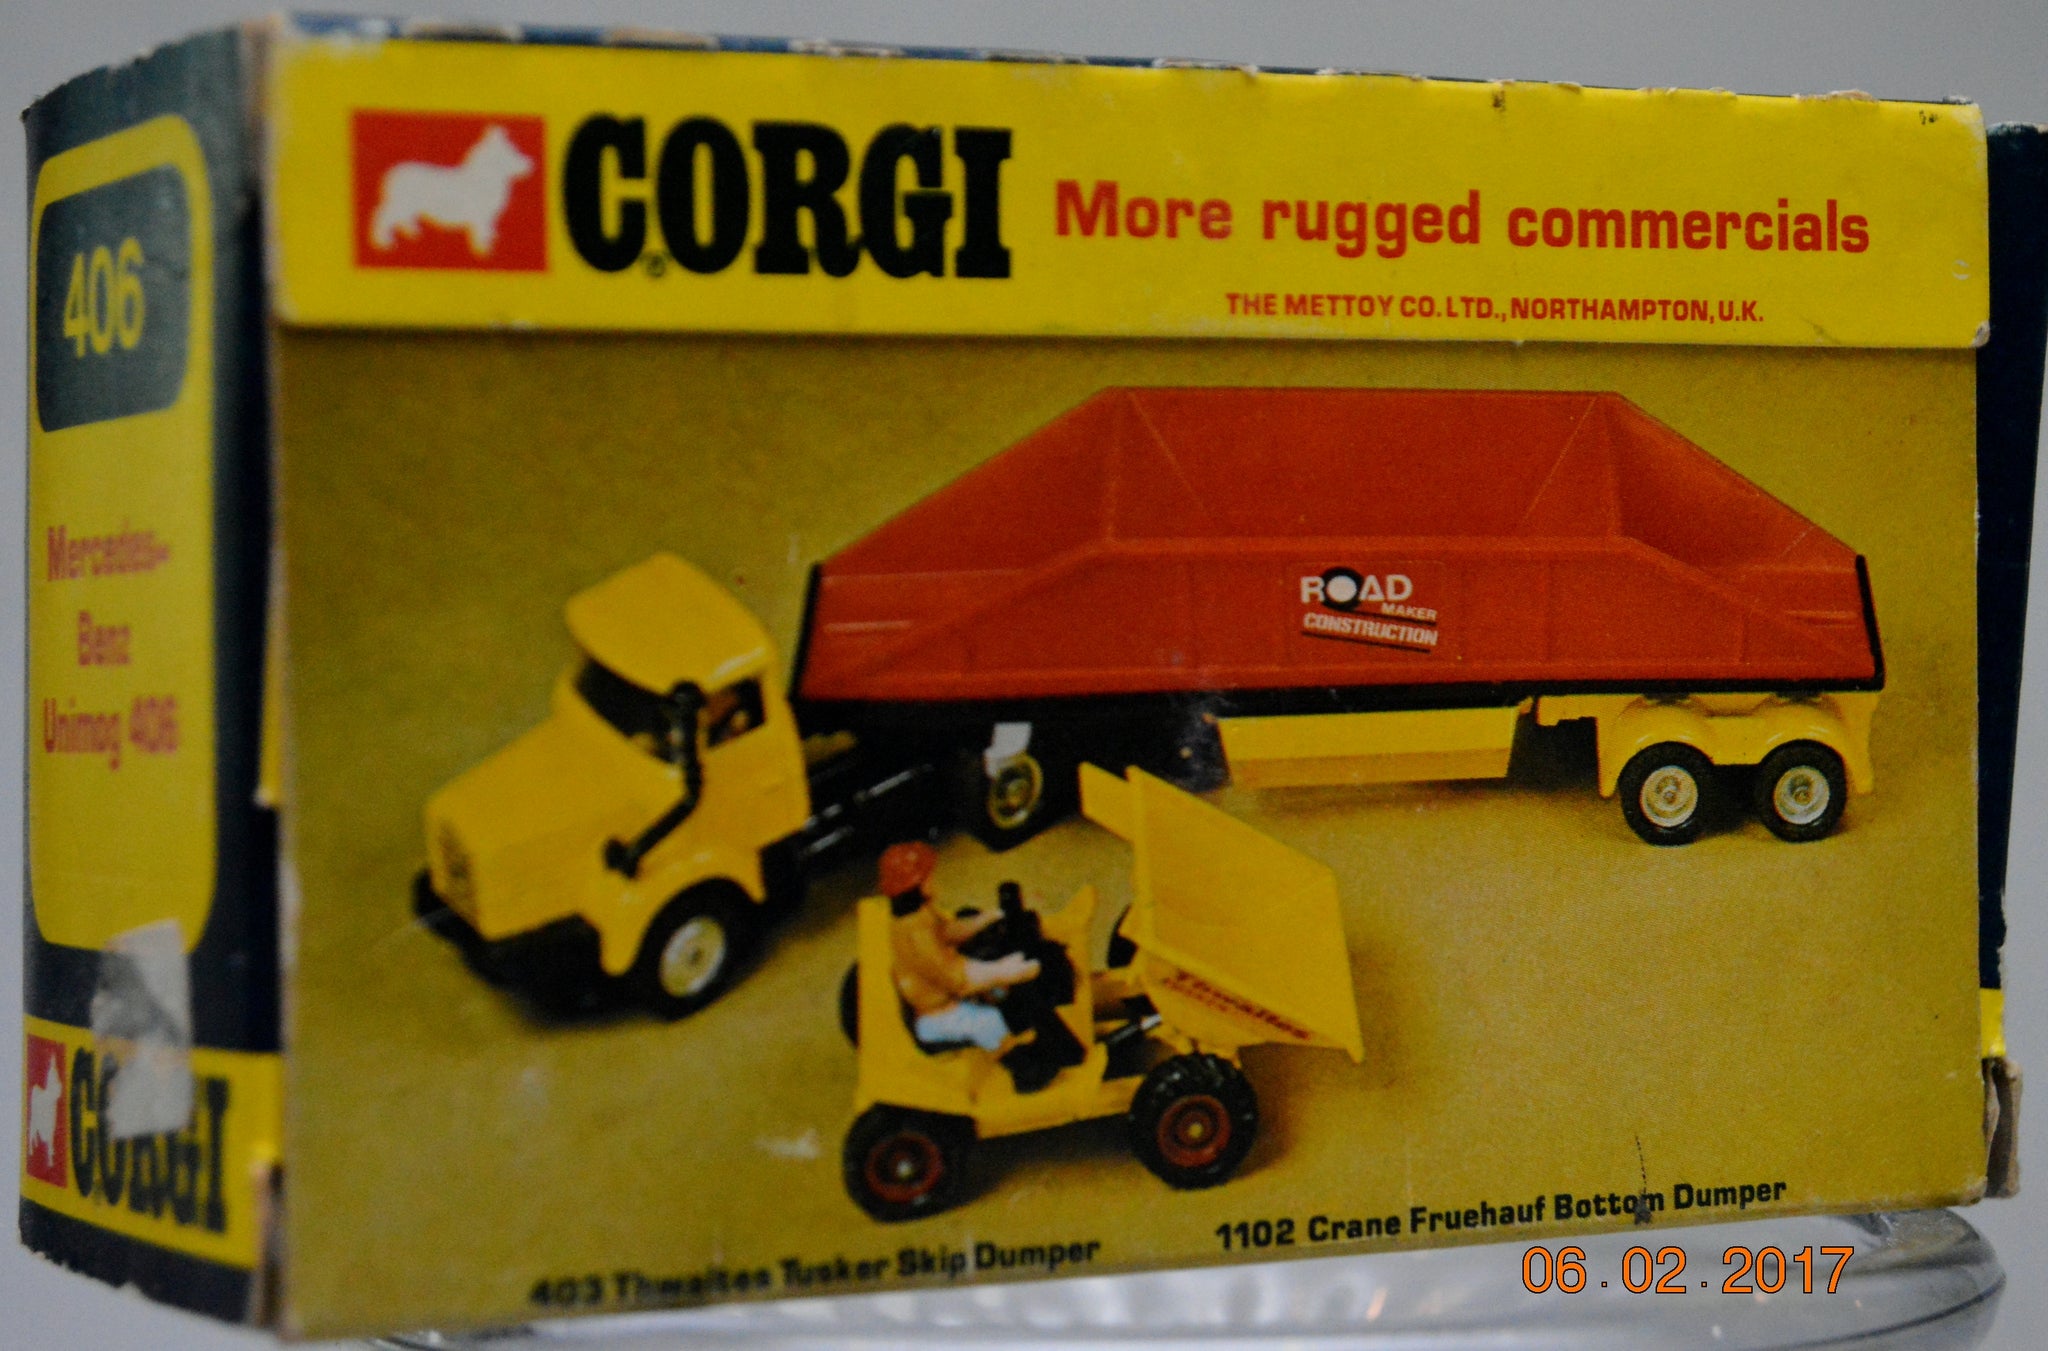 406
Mercedes-
Benz
Unimog 406
CORGI
CORGI
More rugged commercials
THE METTOY CO. LTD., NORTHAMPTON, U.K.
ROAD
MAKER
CONSTRUCTION
Thwaites
403 Thwaites Tusker Skip Dumper
1102 Crane Fruehauf Bottom Dumper
06.02.2017